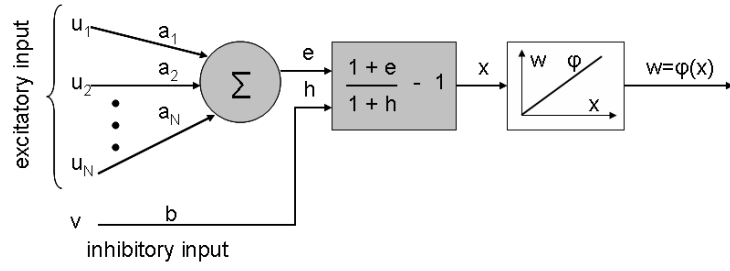 excitatory input
u1
a1
u2
a2
uN
aN
Σ
e
h
1 + e
1 + h
- 1
x
w
φ
x
w=φ(x)
v
b
inhibitory input